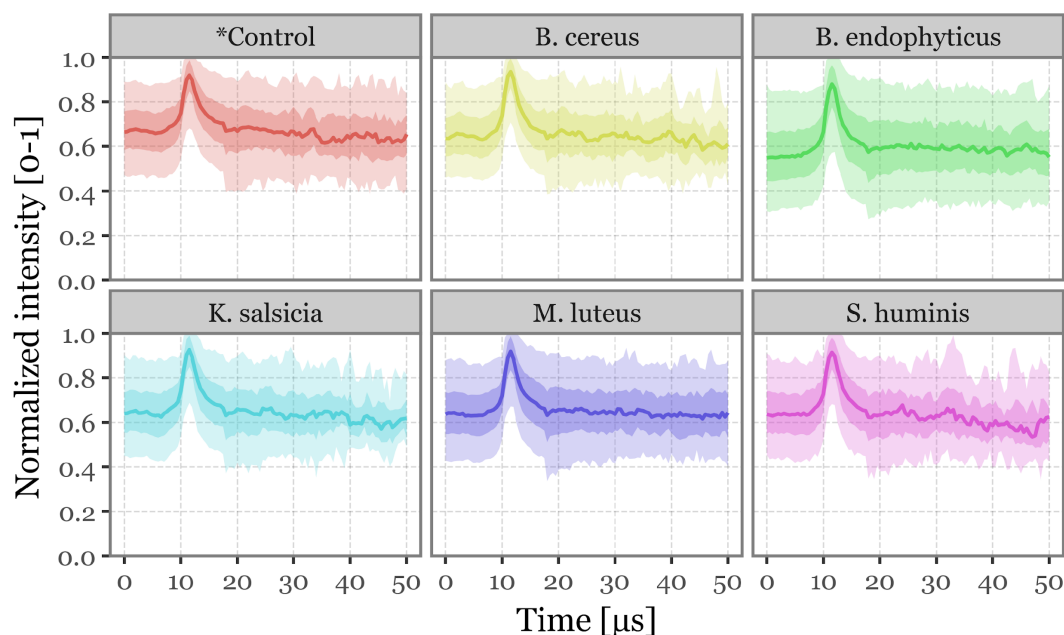 *Control B. cereus B. endophyticus
1.0
0.8
0.6
0.4
0.2
0.0
K. salsicia M. luteus S. huminis
1.0
0.8
0.6
0.4
0.2
0.0
0 10 20 30 40 50 0 10 20 30 40 50 0 10 20 30 40 50
Normalized intensity [0-1]
Time [μs]